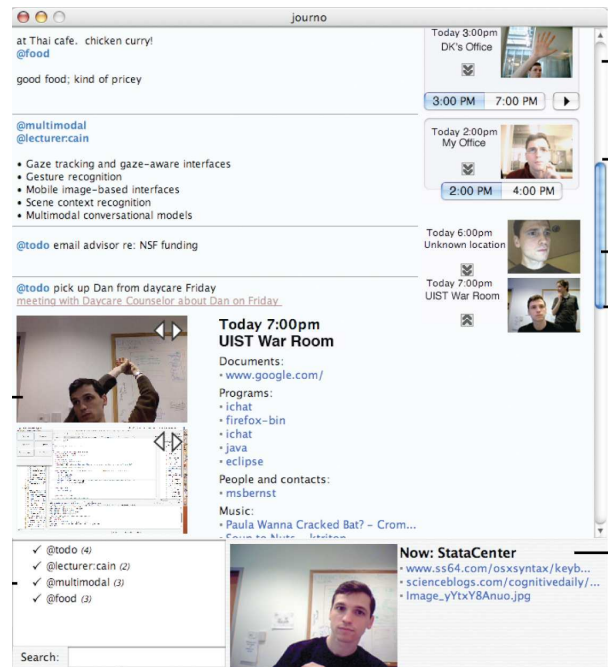 journo
at Thai cafe. chicken curry!
@food
good food; kind of pricey
Today 3:00pm
DK's Office
3:00 PM 7:00 PM
@multimodal
@lecturer:cain
• Gaze tracking and gaze-aware interfaces
• Gesture recognition
• Mobile image-based interfaces
• Scene context recognition
• Multimodal conversational models
Today 2:00pm
My Office
2:00 PM 4:00 PM
@todo email advisor re: NSF funding
Today 6:00pm
Unknown location
@todo pick up Dan from daycare Friday
meeting with Daycare Counselor about Dan on Friday
Today 7:00pm
UIST War Room
Today 7:00pm
UIST War Room
Documents:
• www.google.com/
Programs:
• ichat
• firefox-bin
• ichat
• java
• eclipse
People and contacts:
• msbernst
Music:
• Paula Wanna Cracked Bat? - Crom...
✓ @todo (4)
✓ @lecturer:cain (2)
✓ @multimodal (3)
✓ @food (3)
Search:
Now: StataCenter
• www.ss64.com/osxsyntax/keyb...
• scienceblogs.com/cognitivedaily/...
• Image_yYtxY8Anuo.jpg